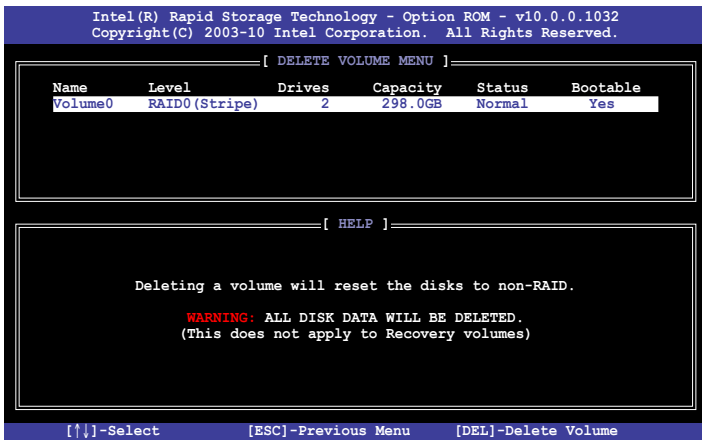 Intel(R) Rapid Storage Technology - Option ROM - v10.0.0.1032
Copyright(C) 2003-10 Intel Corporation. All Rights Reserved.
[ DELETE VOLUME MENU ]
Name Level Drives Capacity Status Bootable
Volume0 RAID0(Stripe) 2 298.0GB Normal Yes
[ HELP ]
Deleting a volume will reset the disks to non-RAID.
WARNING: ALL DISK DATA WILL BE DELETED.
(This does not apply to Recovery volumes)
[↑↓]-Select [ESC]-Previous Menu [DEL]-Delete Volume